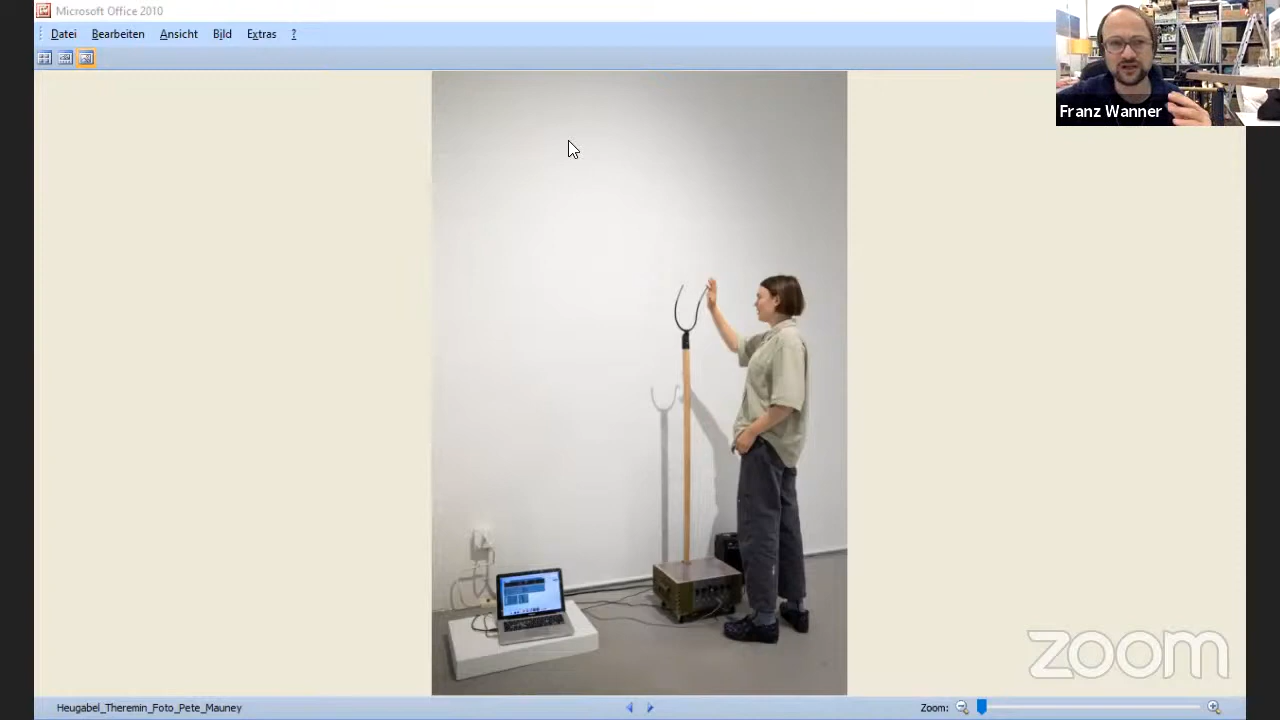 Microsoft Office 2010
Datei Bearbeiten Ansicht Bild Extras ?
Franz Wanner
zoom
Heugabel_Theremin_Foto_Pete_Mauney
Zoom: